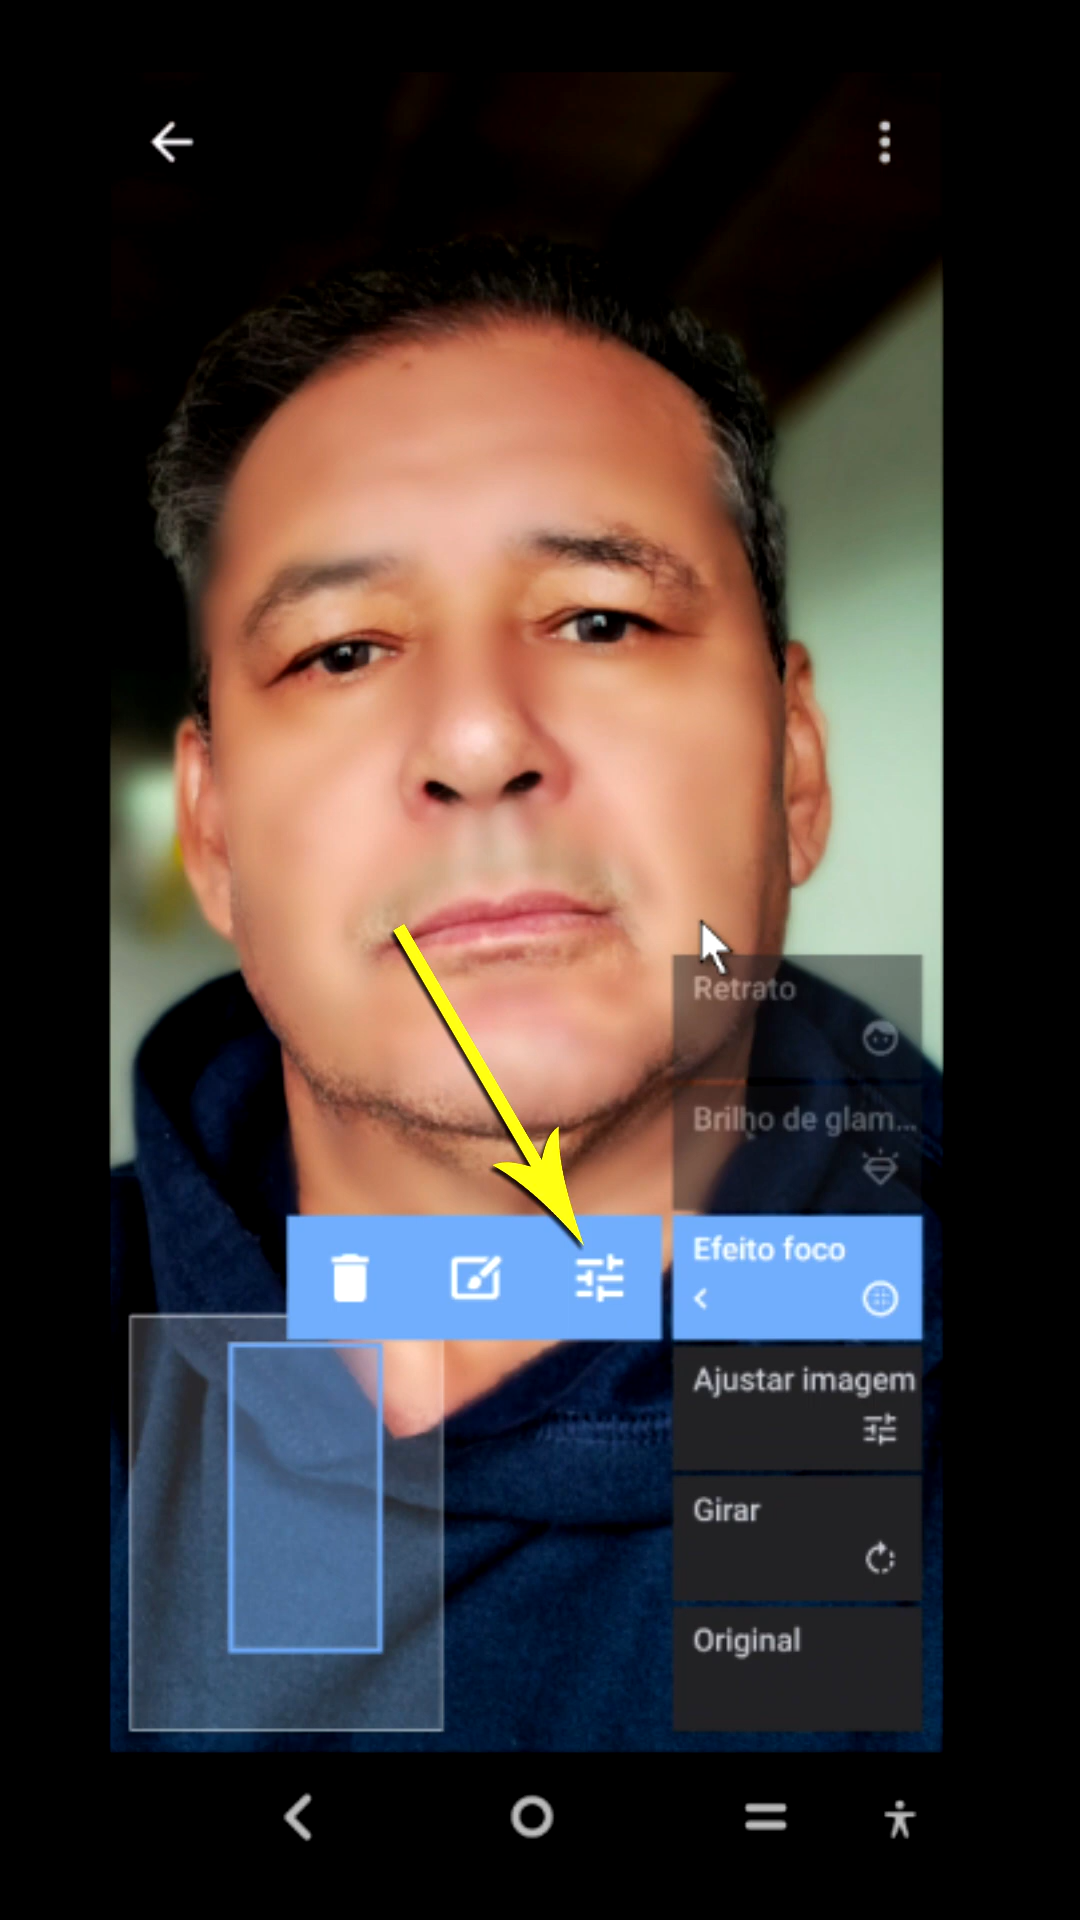 Retrato
Brilho de glam...
Efeito foco
Ajustar imagem
Girar
Original